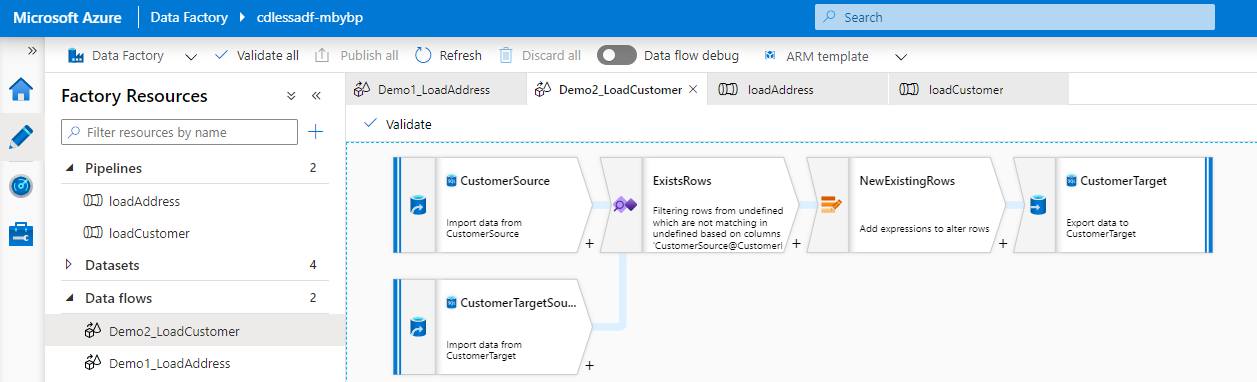 Microsoft Azure Data Factory cdlessadf-mbybp Search
Data Factory Validate all Publish all Refresh Discard all Data flow debug ARM template
Factory Resources
Filter resources by name
Pipelines 2
loadAddress
loadCustomer
Datasets 4
Data flows 2
Demo2_LoadCustomer
Demo1_LoadAddress
Demo1_LoadAddress Demo2_LoadCustomer loadAddress loadCustomer
Validate
CustomerSource
Import data from
CustomerSource
ExistsRows
Filtering rows from undefined
which are not matching in
undefined based on columns
'CustomerSource@CustomerI
NewExistingRows
Add expressions to alter rows
CustomerTarget
Export data to
CustomerTarget
CustomerTargetSou...
Import data from
CustomerTarget